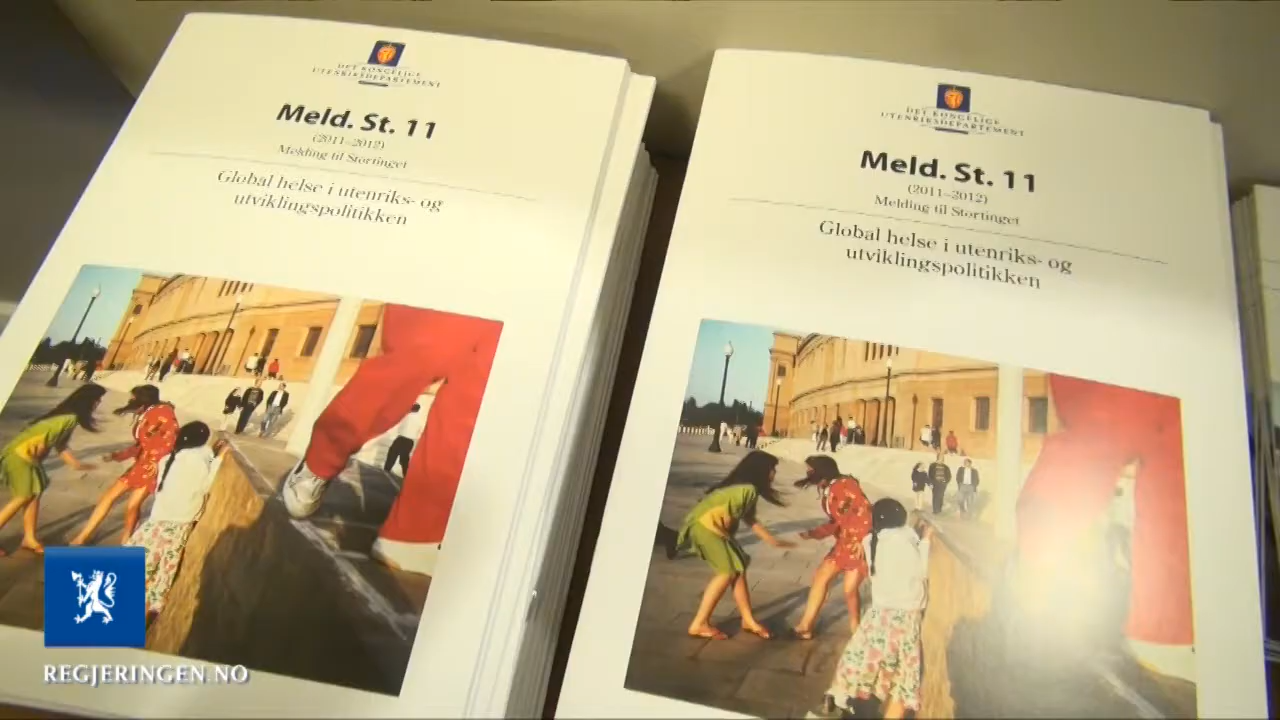 DET KONGELIGE
UTENRIKSDEPARTEMENT
Meld. St. 11
(2011–2012)
Melding til Stortinget
Global helse i utenriks- og
utviklingspolitikken
DET KONGELIGE
UTENRIKSDEPARTEMENT
Meld. St. 11
(2011–2012)
Melding til Stortinget
Global helse i utenriks- og
utviklingspolitikken
REGJERINGEN.NO